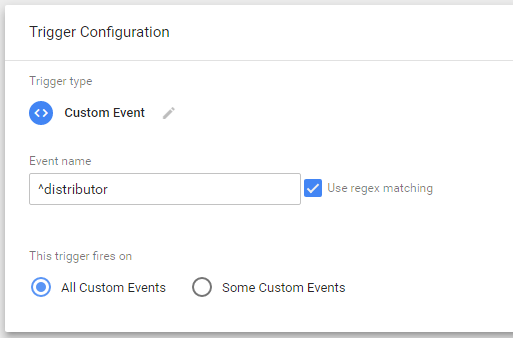 Trigger Configuration
Trigger type
Custom Event
Event name
^distributor
Use regex matching
This trigger fires on
All Custom Events Some Custom Events